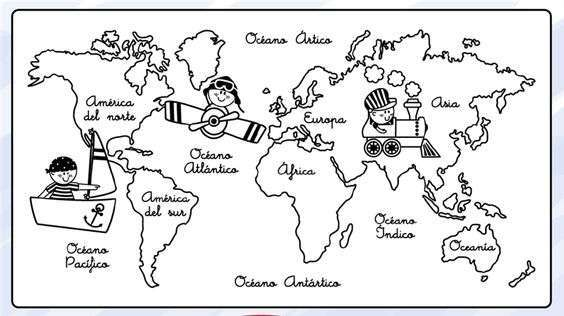 Océano Ártico
América
del norte
Asia
Europa
Océano
Atlántico
África
América
del sur
Océano
Índico
Océano
Pacífico
Oceanía
Océano Antártico